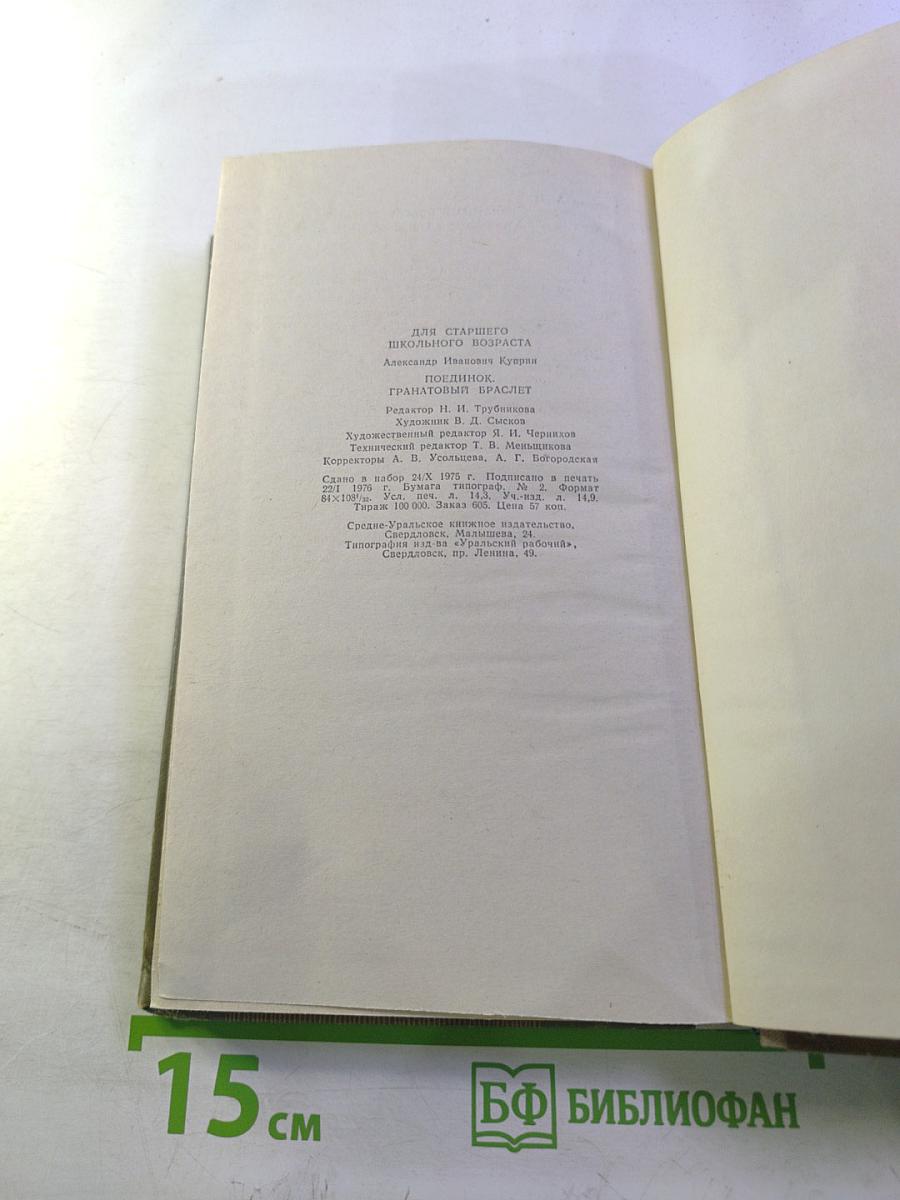 ДЛЯ СТАРШЕГО
ШКОЛЬНОГО ВОЗРАСТА
Александр Иванович Куприн
ПОЕДИНОК.
ГРАНАТОВЫЙ БРАСЛЕТ
Редактор Н. И. Трубникова
Художник В. Д. Сысков
Художественный редактор Я. И. Чернихов
Технический редактор Т. В. Меньщикова
Корректоры А. В. Усольцева, А. Г. Богородская
Сдано в набор 24/X 1975 г. Подписано в печать
22/I 1976 г. Бумага типограф. № 2. Формат
84×108¹/₃₂. Усл. печ. л. 14,3. Уч.-изд. л. 14,9.
Тираж 100 000. Заказ 605. Цена 57 коп.
Средне-Уральское книжное издательство,
Свердловск, Малышева, 24.
Типография изд-ва «Уральский рабочий»,
Свердловск, пр. Ленина, 49.
15 см
БФ БИБЛИОФАН